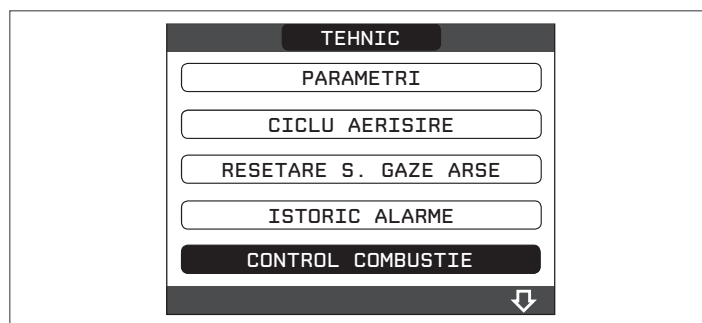 TEHNIC
PARAMETRI
CICLU AERISIRE
RESETARE S. GAZE ARSE
ISTORIC ALARME
CONTROL COMBUSTIE